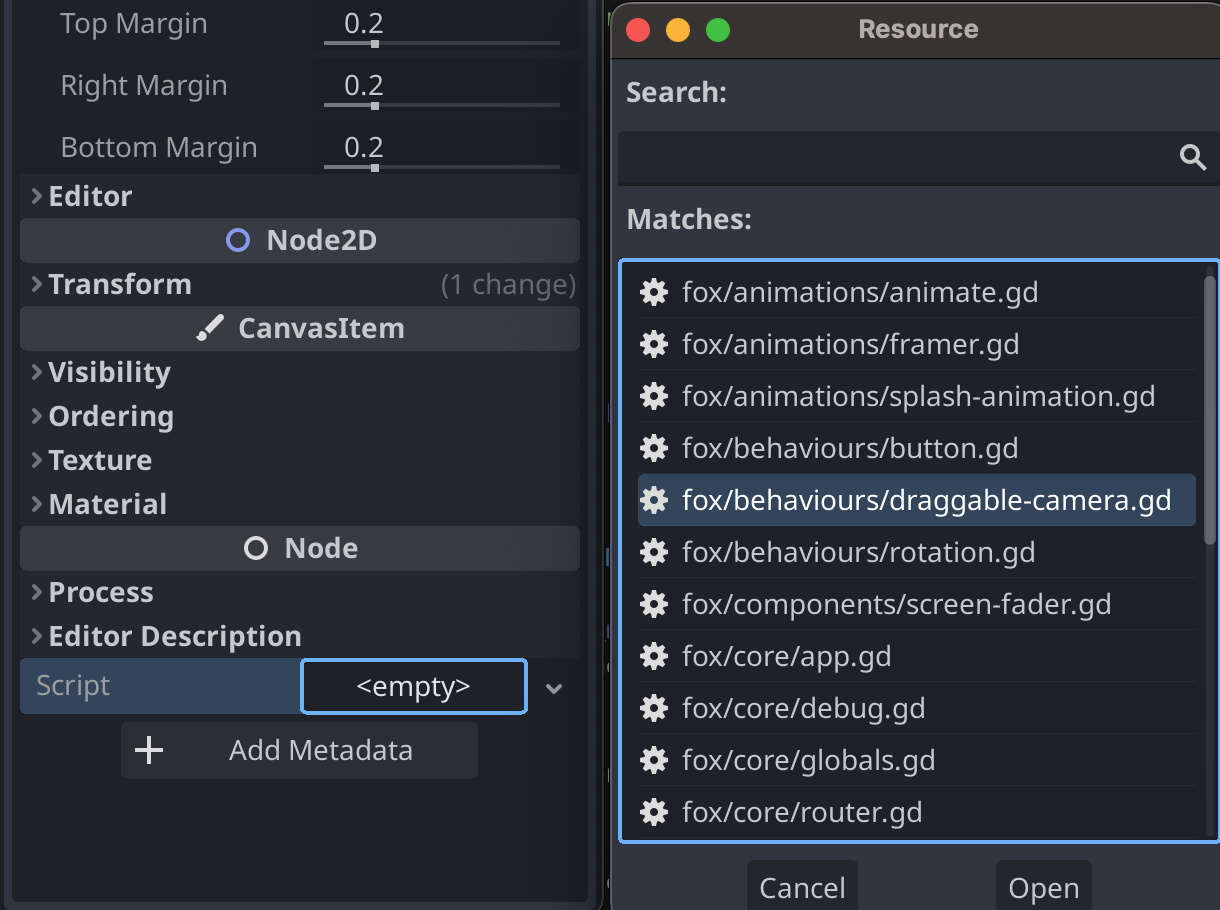 Top Margin 0.2
Right Margin 0.2
Bottom Margin 0.2
Editor
Node2D
Transform (1 change)
CanvasItem
Visibility
Ordering
Texture
Material
Node
Process
Editor Description
Script <empty>
Add Metadata
Resource
Search:
Matches:
fox/animations/animate.gd
fox/animations/framer.gd
fox/animations/splash-animation.gd
fox/behaviours/button.gd
fox/behaviours/draggable-camera.gd
fox/behaviours/rotation.gd
fox/components/screen-fader.gd
fox/core/app.gd
fox/core/debug.gd
fox/core/globals.gd
fox/core/router.gd
Cancel Open